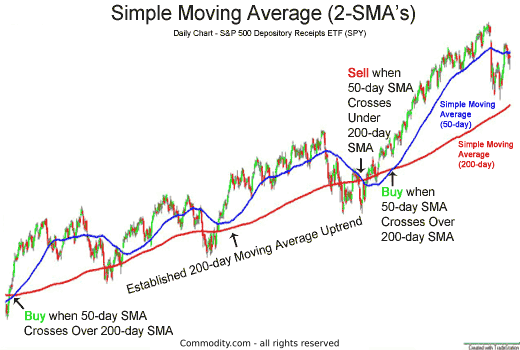 Simple Moving Average (2-SMA's)
Daily Chart - S&P 500 Depository Receipts ETF (SPY)
Sell when
50-day SMA
Crosses
Under
200-day
SMA
Simple Moving
Average
(50-day)
Simple Moving
Average
(200-day)
Buy when
50-day SMA
Crosses Over
200-day SMA
Established 200-day Moving Average Uptrend
Buy when 50-day SMA
Crosses Over 200-day SMA
Commodity.com - all rights reserved
Created with TradeStation